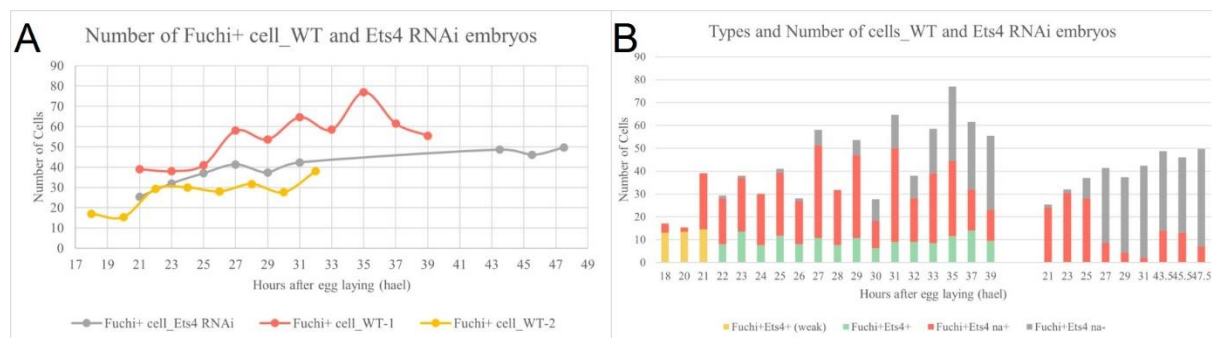 A
Number of Fuchi+ cell_WT and Ets4 RNAi embryos
Number of Cells
90
80
70
60
50
40
30
20
10
0
17 19 21 23 25 27 29 31 33 35 37 39 41 43 45 47 49
Hours after egg laying (hael)
Fuchi+ cell_Ets4 RNAi Fuchi+ cell_WT-1 Fuchi+ cell_WT-2
B
Types and Number of cells_WT and Ets4 RNAi embryos
Number of Cells
90
80
70
60
50
40
30
20
10
0
18 20 21 22 23 24 25 26 27 28 29 30 31 32 33 35 37 39 21 23 25 27 29 31 43.5 45.5 47.5
Hours after egg laying (hael)
Fuchi+Ets4+ (weak) Fuchi+Ets4+ Fuchi+Ets4 na+ Fuchi+Ets4 na-